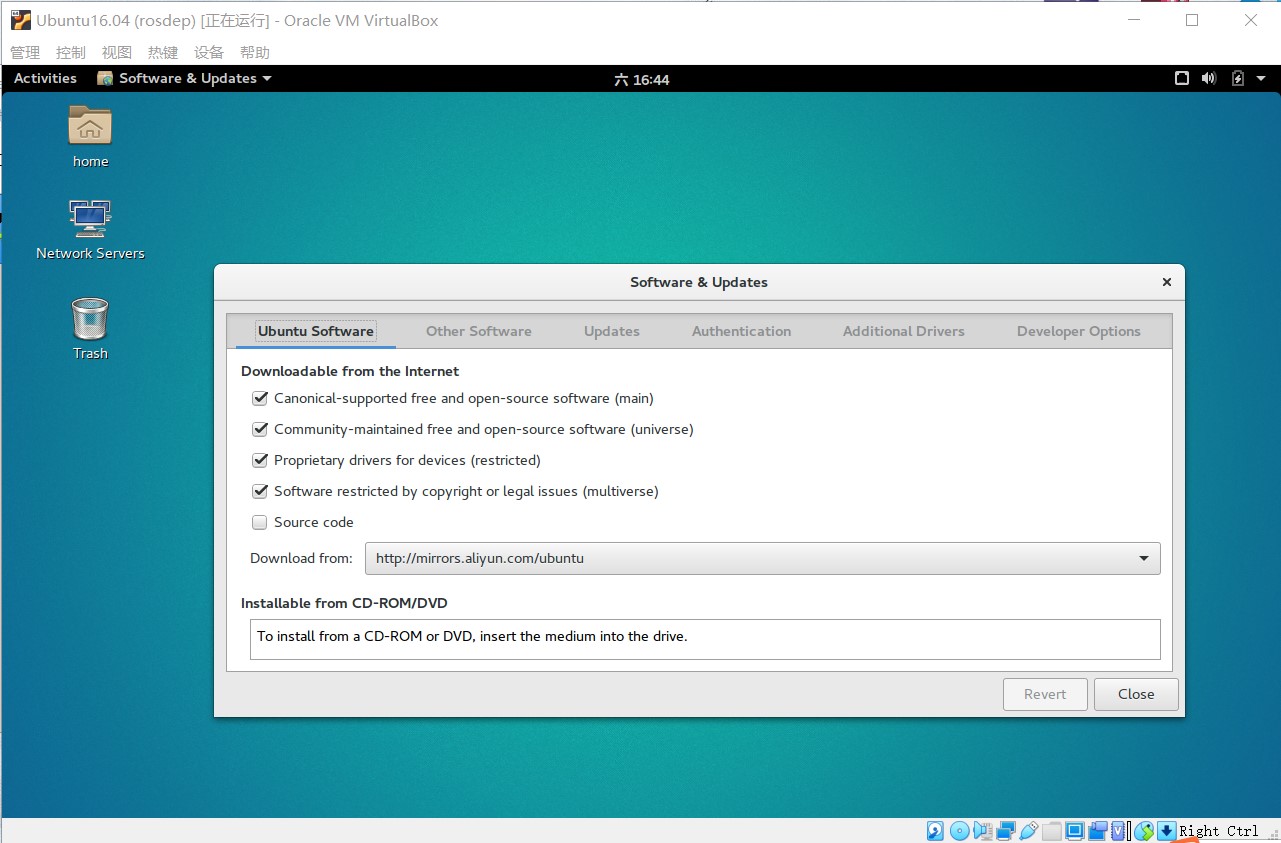 Ubuntu16.04 (rosdep) [正在运行] - Oracle VM VirtualBox
管理 控制 视图 热键 设备 帮助
Activities Software & Updates 六 16:44
home
Network Servers
Trash
Software & Updates
Ubuntu Software Other Software Updates Authentication Additional Drivers Developer Options
Downloadable from the Internet
Canonical-supported free and open-source software (main)
Community-maintained free and open-source software (universe)
Proprietary drivers for devices (restricted)
Software restricted by copyright or legal issues (multiverse)
Source code
Download from: http://mirrors.aliyun.com/ubuntu
Installable from CD-ROM/DVD
To install from a CD-ROM or DVD, insert the medium into the drive.
Revert Close
Right Ctrl